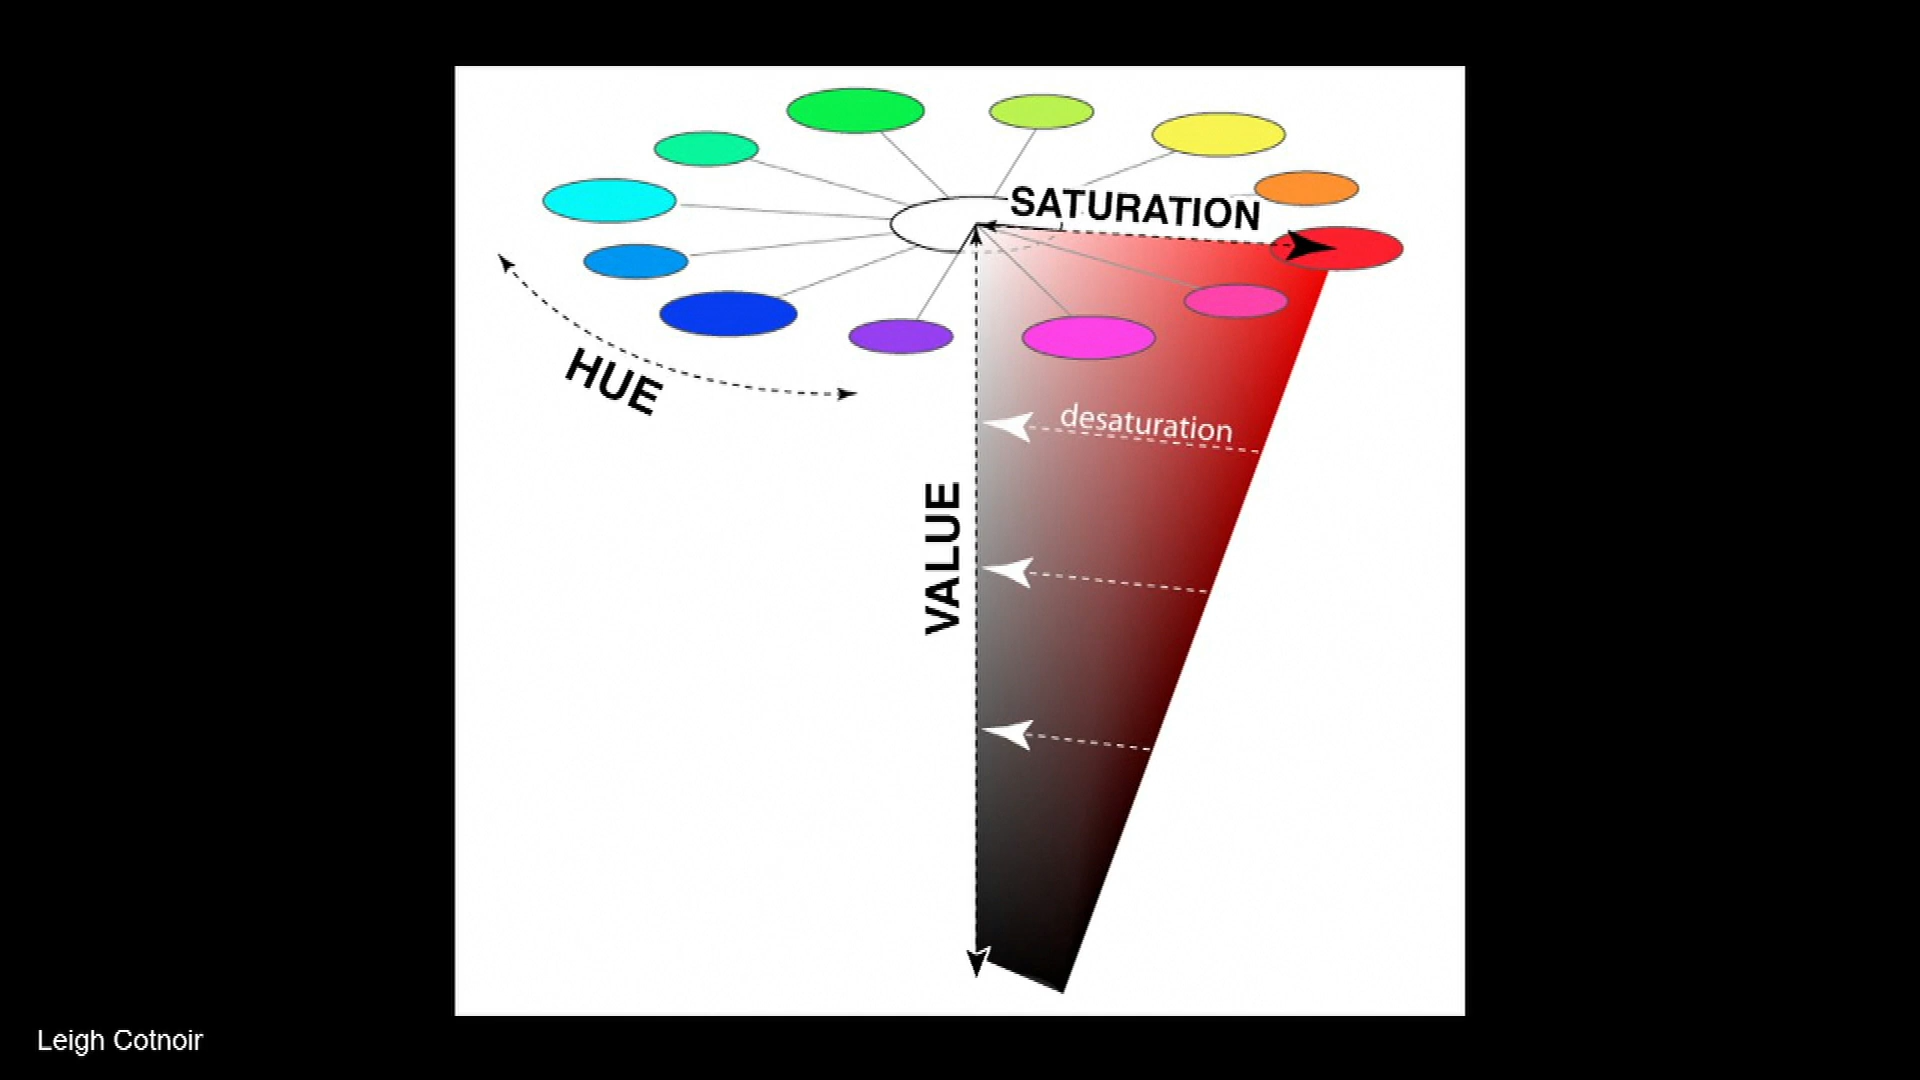 SATURATION
HUE
desaturation
VALUE
Leigh Cotnoir